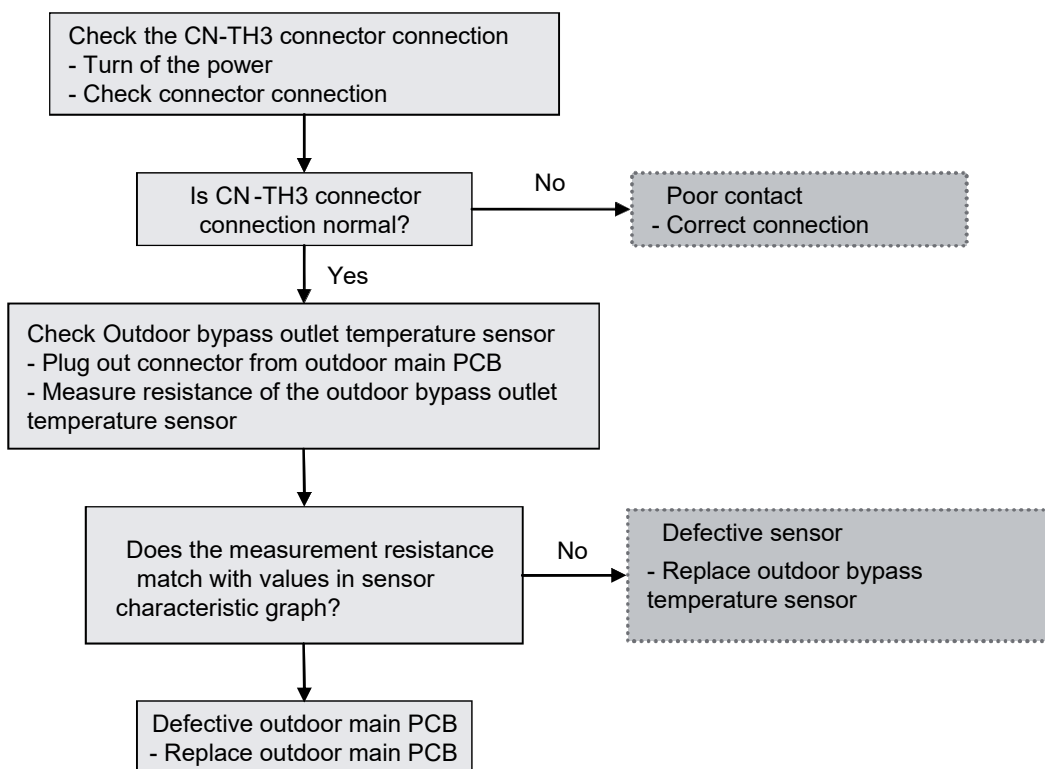 Check the CN-TH3 connector connection
- Turn of the power
- Check connector connection
Is CN-TH3 connector
connection normal?
No
Poor contact
- Correct connection
Yes
Check Outdoor bypass outlet temperature sensor
- Plug out connector from outdoor main PCB
- Measure resistance of the outdoor bypass outlet
temperature sensor
Does the measurement resistance
match with values in sensor
characteristic graph?
No
Defective sensor
- Replace outdoor bypass
temperature sensor
Defective outdoor main PCB
- Replace outdoor main PCB